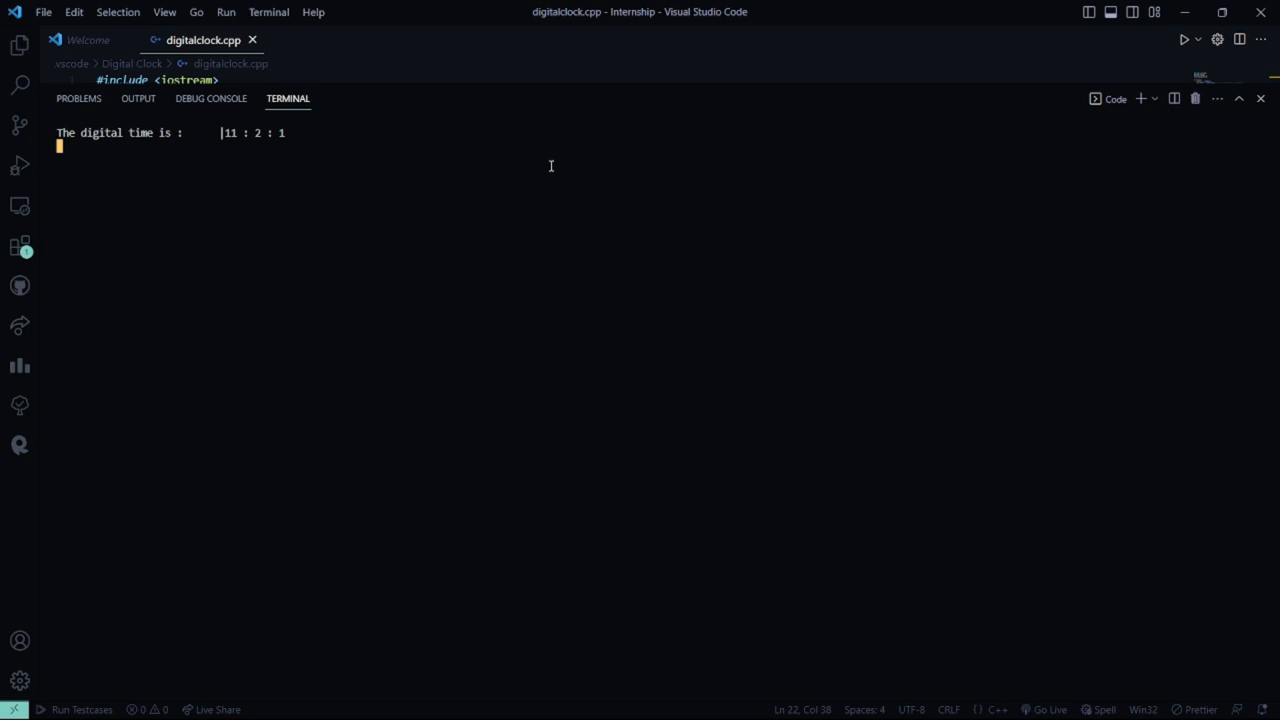 File Edit Selection View Go Run Terminal Help digitalclock.cpp - Internship - Visual Studio Code
Welcome digitalclock.cpp
.vscode > Digital Clock > digitalclock.cpp
1 #include <iostream>
PROBLEMS OUTPUT DEBUG CONSOLE TERMINAL Code
The digital time is : |11 : 2 : 1
Run Testcases 0 0 Live Share Ln 22, Col 38 Spaces: 4 UTF-8 CRLF {} C++ Go Live Spell Win32 Prettier